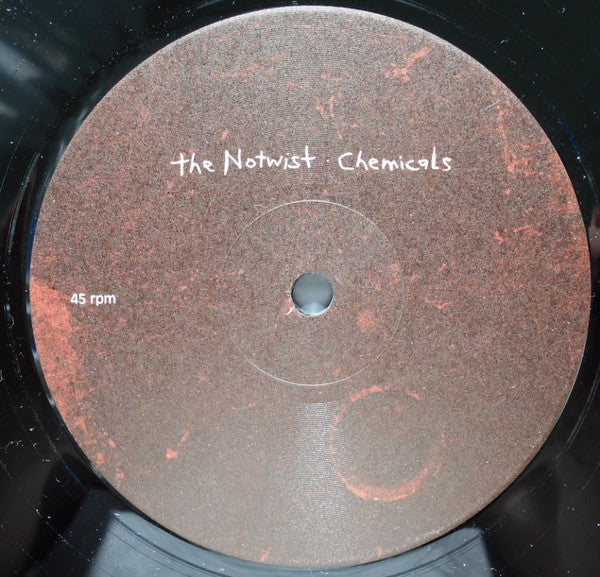 the Notwist · Chemicals
45 rpm